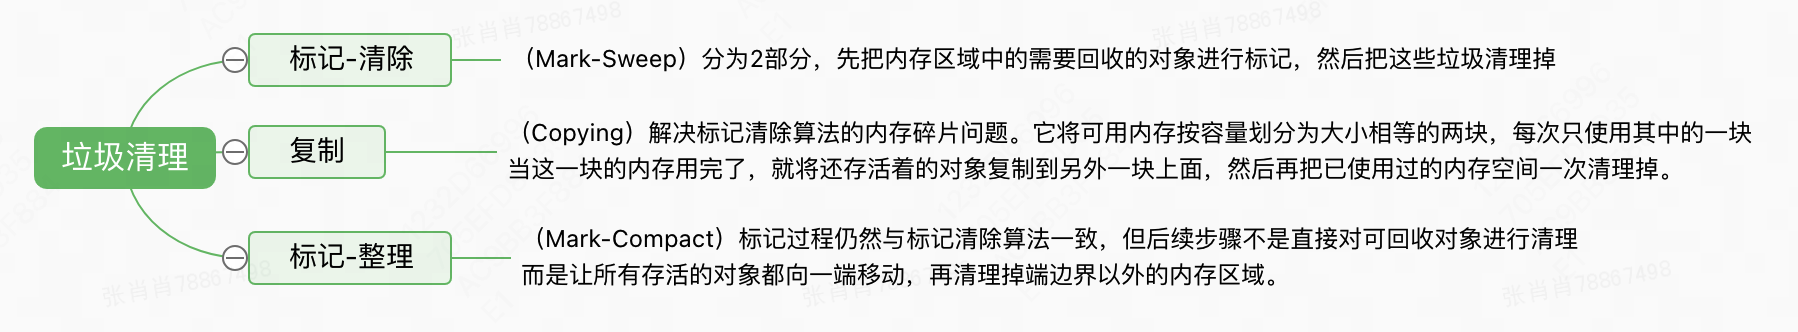 垃圾清理
标记-清除
（Mark-Sweep）分为2部分，先把内存区域中的需要回收的对象进行标记，然后把这些垃圾清理掉
复制
（Copying）解决标记清除算法的内存碎片问题。它将可用内存按容量划分为大小相等的两块，每次只使用其中的一块
当这一块的内存用完了，就将还存活着的对象复制到另外一块上面，然后再把已使用过的内存空间一次清理掉。
标记-整理
（Mark-Compact）标记过程仍然与标记清除算法一致，但后续步骤不是直接对可回收对象进行清理
而是让所有存活的对象都向一端移动，再清理掉端边界以外的内存区域。
张肖肖78867498
张肖肖78867498
张肖肖78867498
张肖肖78867498